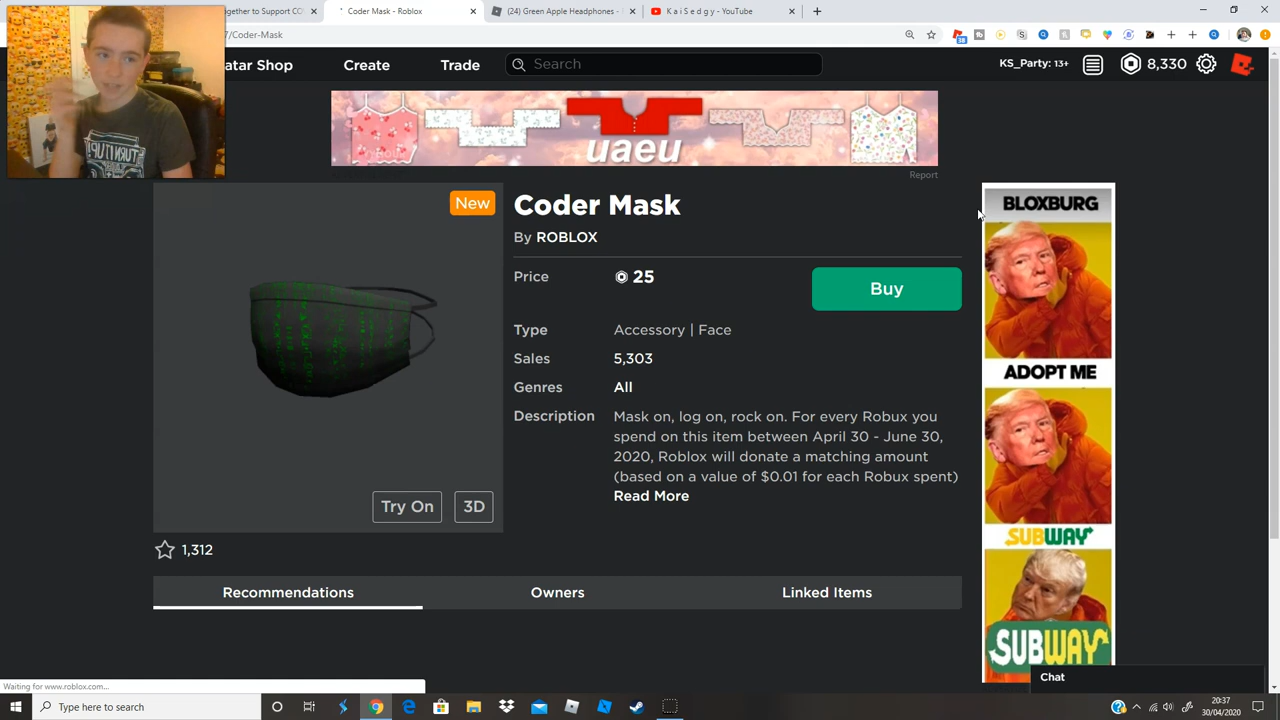 ogether to Support CO
Coder Mask - Roblox
(24) Green Apple Headphones -
K a i S e d g y - YouTube
7/Coder-Mask
atar Shop
Create
Trade
Search
KS_Party: 13+
8,330
uaeu
Report
New
Coder Mask
By ROBLOX
Price
25
Buy
Type
Accessory | Face
Sales
5,303
Genres
All
Description
Mask on, log on, rock on. For every Robux you
spend on this item between April 30 - June 30,
2020, Roblox will donate a matching amount
(based on a value of $0.01 for each Robux spent)
Read More
Try On
3D
1,312
Recommendations
Owners
Linked Items
BLOXBURG
ADOPT ME
SUBWAY
SUBWAY
Chat
Waiting for www.roblox.com...
Type here to search
20:37
30/04/2020